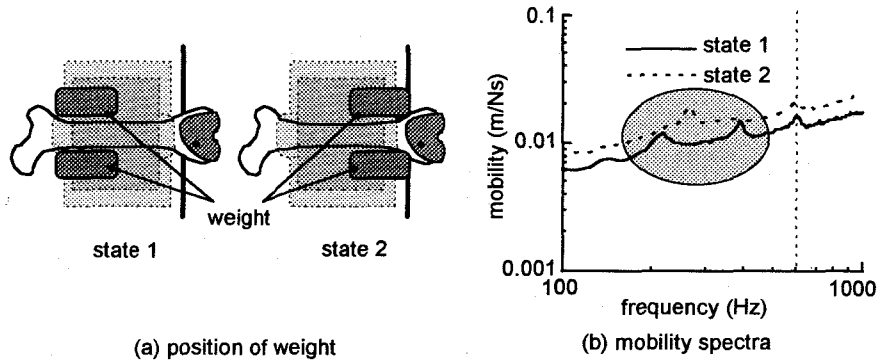 weight
state 1
state 2
(a) position of weight
0.1
0.01
0.001
mobility (m/Ns)
state 1
state 2
100
1000
frequency (Hz)
(b) mobility spectra